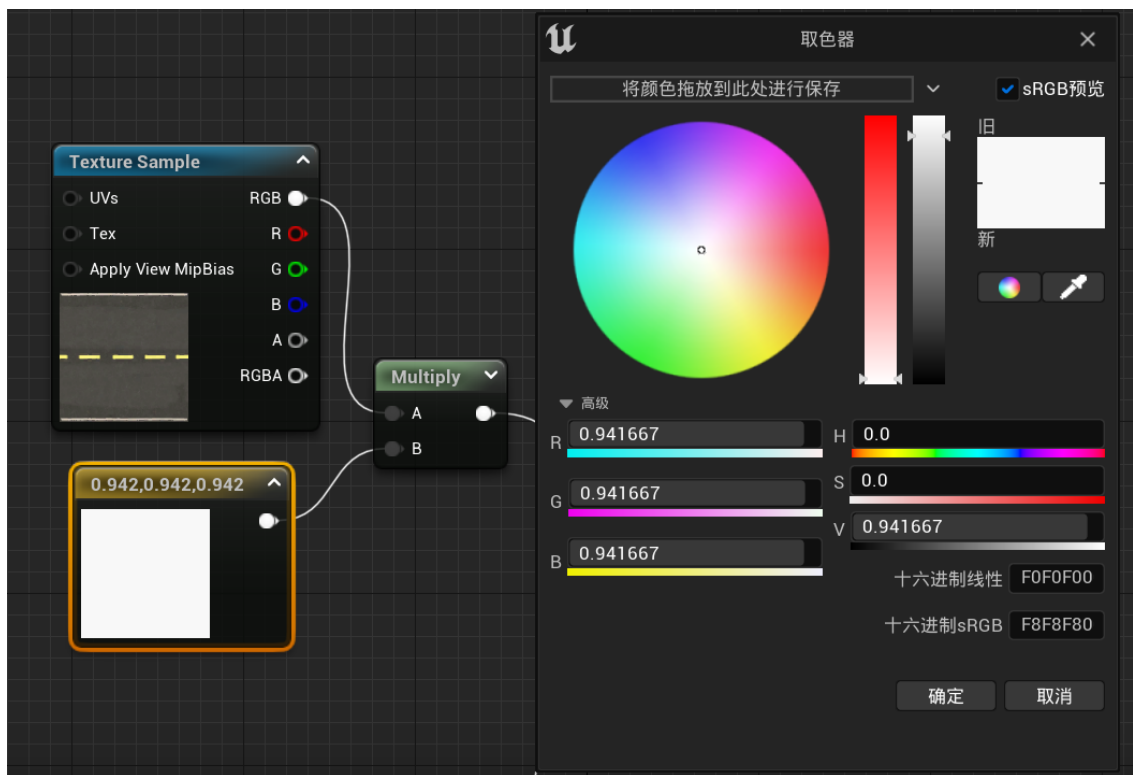 Texture Sample
UVs
RGB
Tex
R
Apply View MipBias
G
B
A
RGBA
Multiply
A
B
0.942,0.942,0.942
取色器
将颜色拖放到此处进行保存
sRGB预览
旧
新
高级
R 0.941667
H 0.0
G 0.941667
S 0.0
B 0.941667
V 0.941667
十六进制线性 F0F0F00
十六进制sRGB F8F8F80
确定
取消